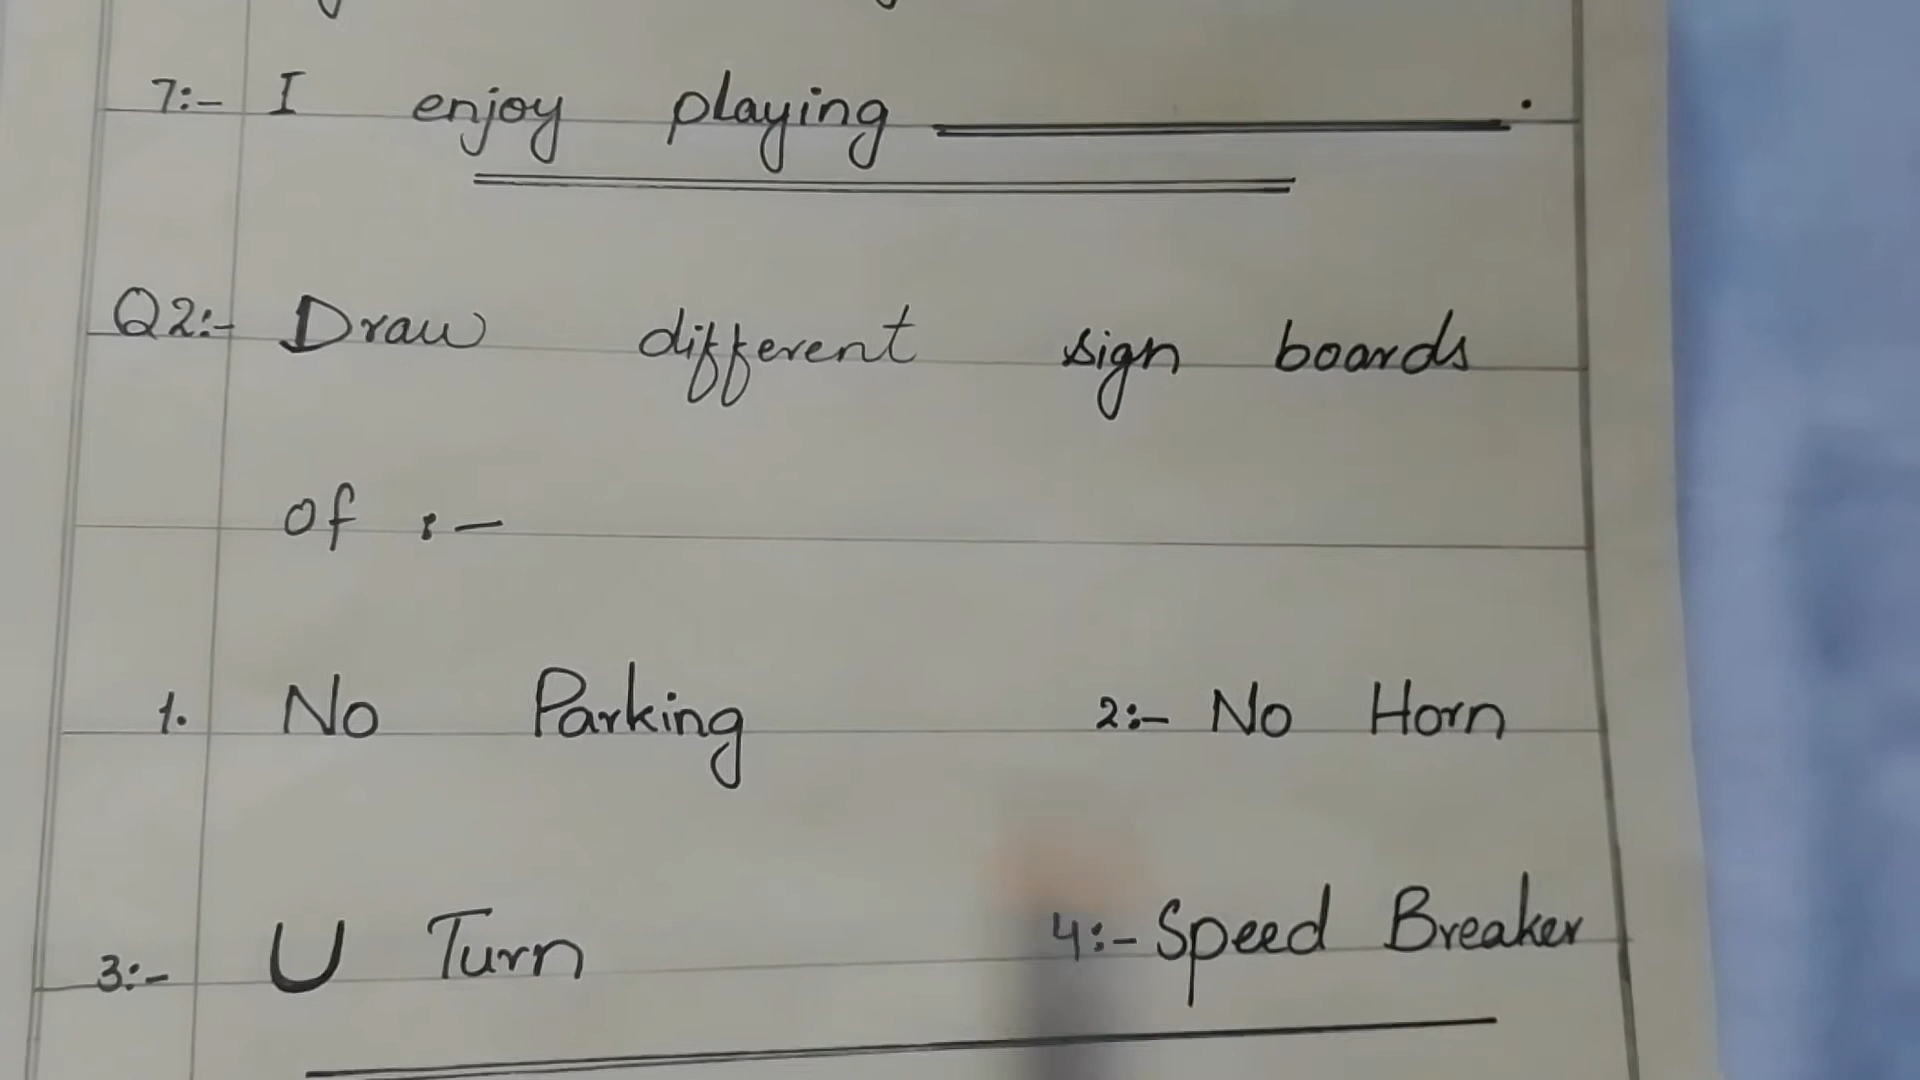 7:- I enjoy playing ________.
Q2:- Draw different sign boards
of :-
1. No Parking 2:- No Horn
3:- U Turn 4:- Speed Breaker